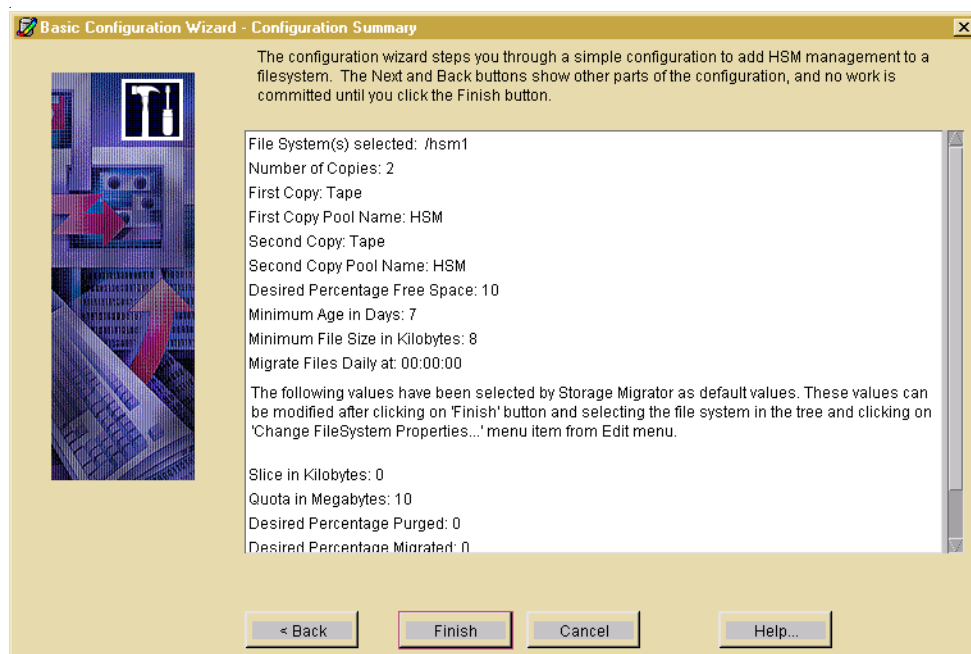 Basic Configuration Wizard - Configuration Summary
The configuration wizard steps you through a simple configuration to add HSM management to a
filesystem. The Next and Back buttons show other parts of the configuration, and no work is
committed until you click the Finish button.
File System(s) selected: /hsm1
Number of Copies: 2
First Copy: Tape
First Copy Pool Name: HSM
Second Copy: Tape
Second Copy Pool Name: HSM
Desired Percentage Free Space: 10
Minimum Age in Days: 7
Minimum File Size in Kilobytes: 8
Migrate Files Daily at: 00:00:00
The following values have been selected by Storage Migrator as default values. These values can
be modified after clicking on 'Finish' button and selecting the file system in the tree and clicking on
'Change FileSystem Properties...' menu item from Edit menu.
Slice in Kilobytes: 0
Quota in Megabytes: 10
Desired Percentage Purged: 0
Desired Percentage Migrated: 0
< Back
Finish
Cancel
Help...